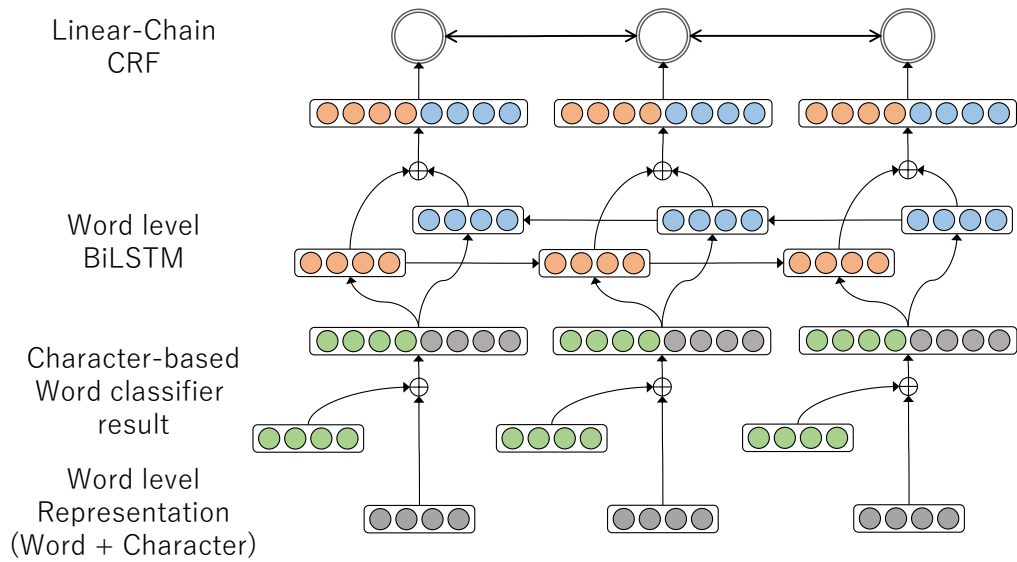 Linear-Chain
CRF
Word level
BiLSTM
Character-based
Word classifier
result
Word level
Representation
(Word + Character)